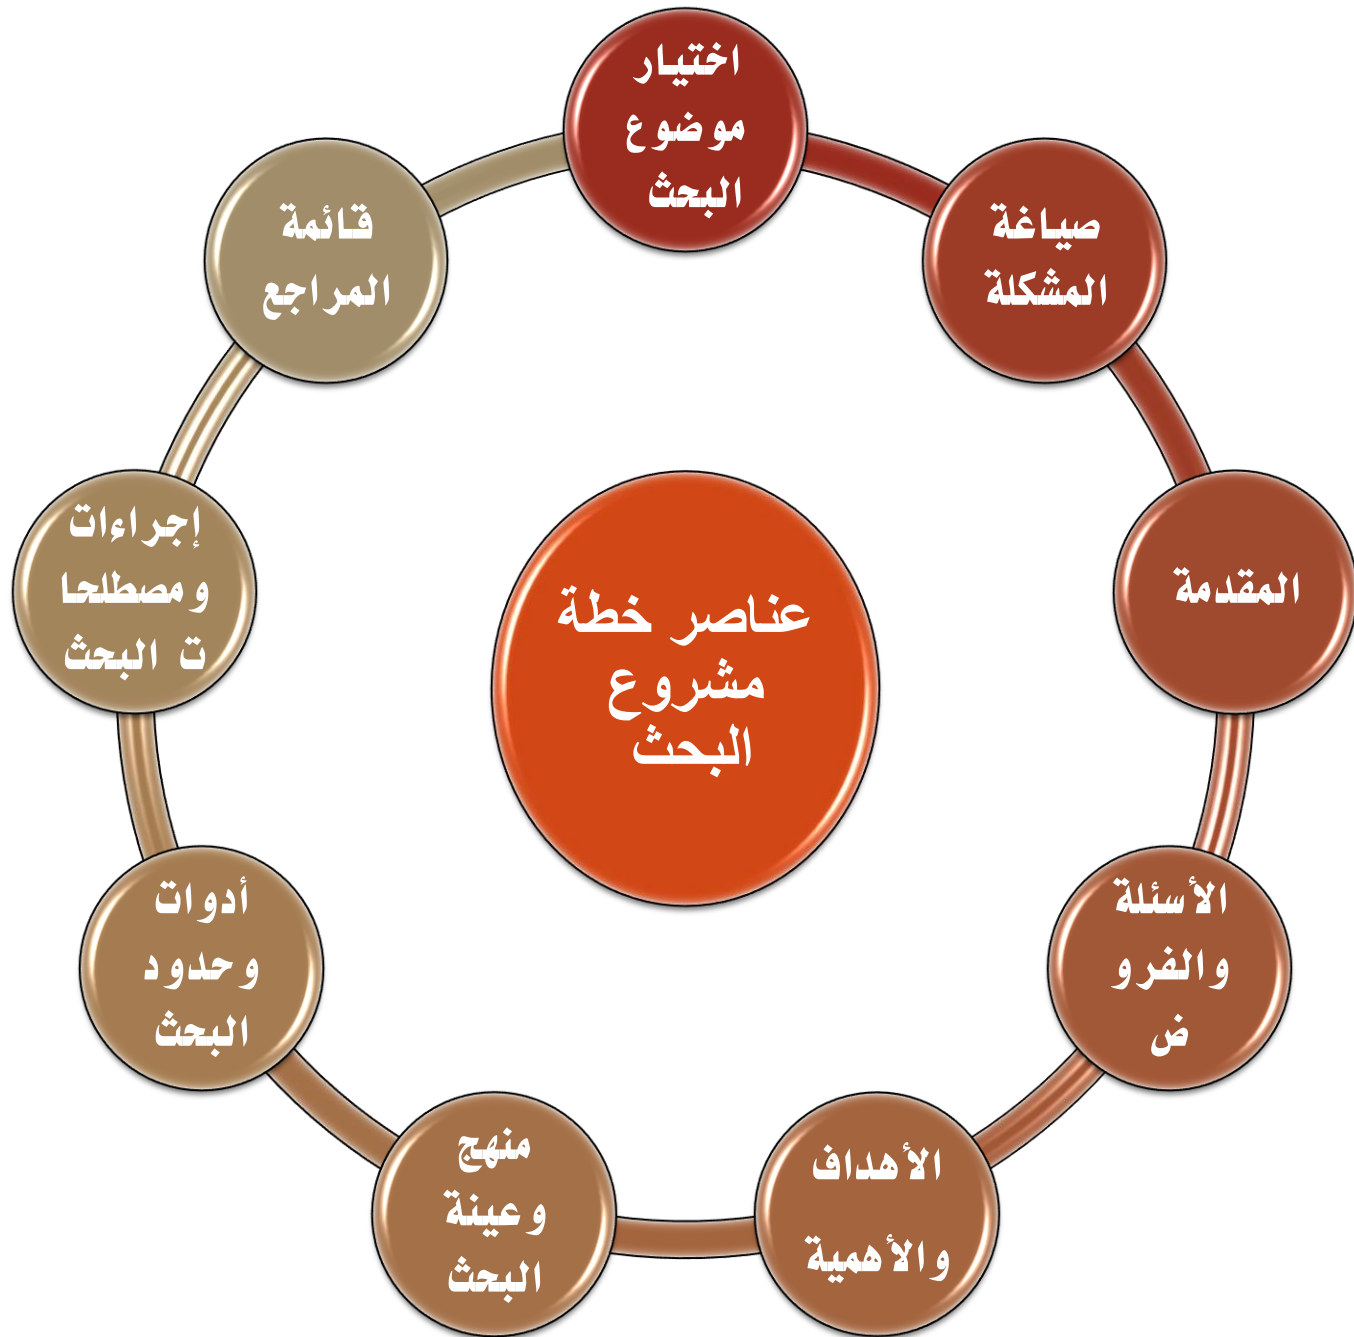 اختيار
موضوع
البحث
صياغة
المشكلة
المقدمة
الأسئلة
والفرو
ض
الأهداف
والأهمية
منهج
وعينة
البحث
أدوات
وحدود
البحث
إجراءات
ومصطلحا
ت البحث
قائمة
المراجع
عناصر خطة
مشروع
البحث